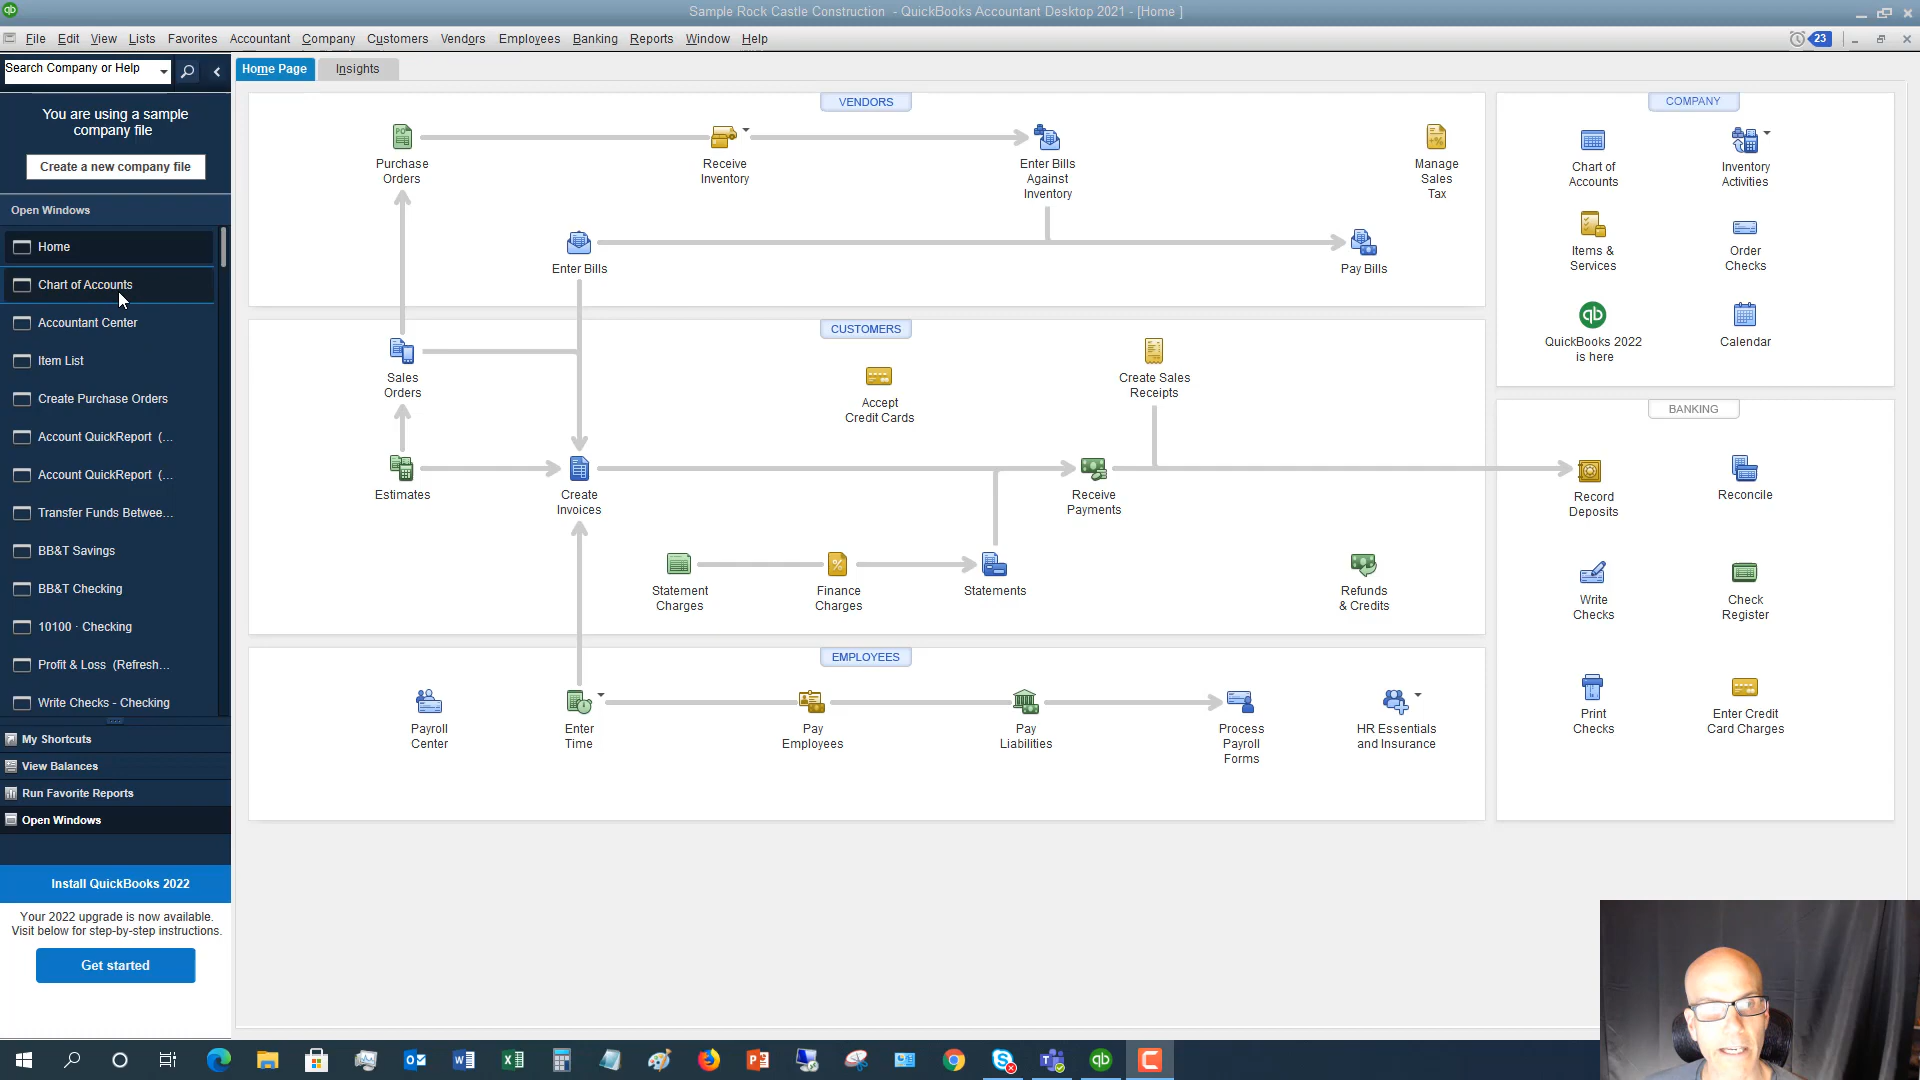 Sample Rock Castle Construction - QuickBooks Accountant Desktop 2021 - [Home ]
File Edit View Lists Favorites Accountant Company Customers Vendors Employees Banking Reports Window Help
23
Search Company or Help
Home Page Insights
You are using a sample
company file
Create a new company file
Open Windows
Home
Chart of Accounts
Accountant Center
Item List
Create Purchase Orders
Account QuickReport (...
Account QuickReport (...
Transfer Funds Betwee...
BB&T Savings
BB&T Checking
10100 · Checking
Profit & Loss (Refresh...
Write Checks - Checking
My Shortcuts
View Balances
Run Favorite Reports
Open Windows
Install QuickBooks 2022
Your 2022 upgrade is now available.
Visit below for step-by-step instructions.
Get started
VENDORS
Purchase
Orders
Receive
Inventory
Enter Bills
Against
Inventory
Manage
Sales
Tax
Enter Bills
Pay Bills
CUSTOMERS
Sales
Orders
Accept
Credit Cards
Create Sales
Receipts
Estimates
Create
Invoices
Receive
Payments
Statement
Charges
Finance
Charges
Statements
Refunds
& Credits
EMPLOYEES
Payroll
Center
Enter
Time
Pay
Employees
Pay
Liabilities
Process
Payroll
Forms
HR Essentials
and Insurance
COMPANY
Chart of
Accounts
Inventory
Activities
Items &
Services
Order
Checks
qb
QuickBooks 2022
is here
Calendar
BANKING
Record
Deposits
Reconcile
Write
Checks
Check
Register
Print
Checks
Enter Credit
Card Charges